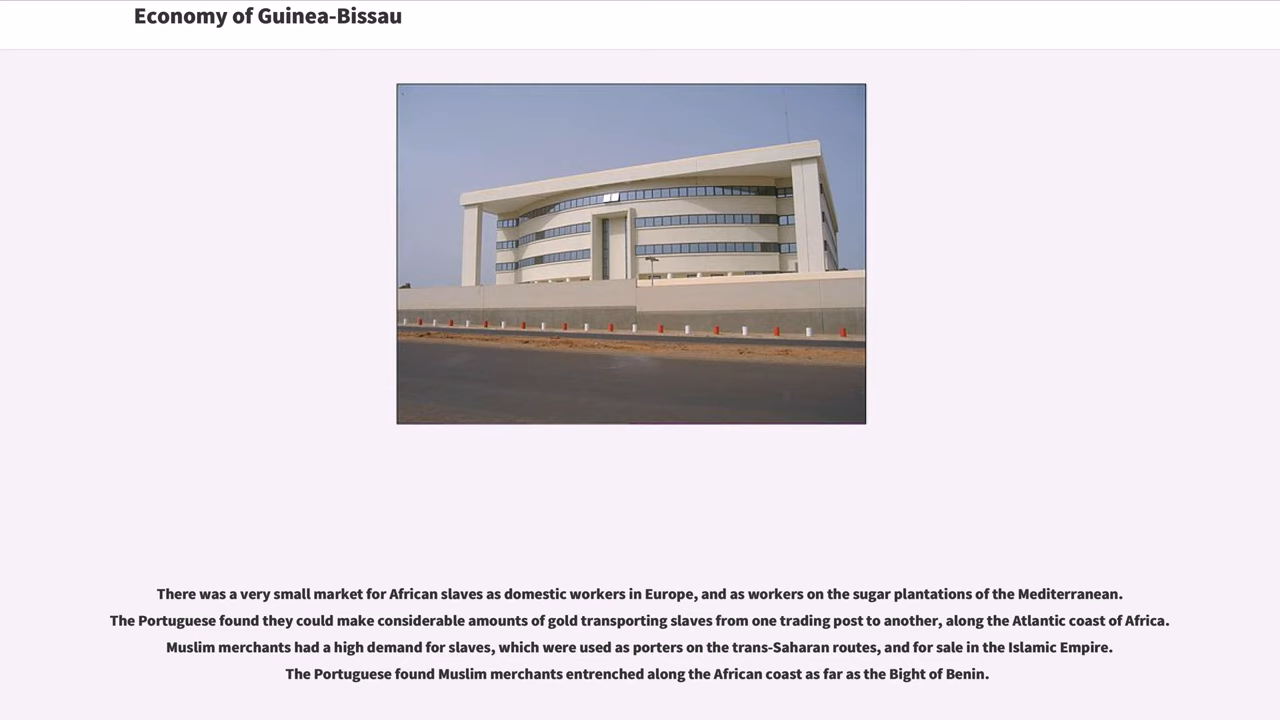 Economy of Guinea-Bissau
There was a very small market for African slaves as domestic workers in Europe, and as workers on the sugar plantations of the Mediterranean.
The Portuguese found they could make considerable amounts of gold transporting slaves from one trading post to another, along the Atlantic coast of Africa.
Muslim merchants had a high demand for slaves, which were used as porters on the trans-Saharan routes, and for sale in the Islamic Empire.
The Portuguese found Muslim merchants entrenched along the African coast as far as the Bight of Benin.